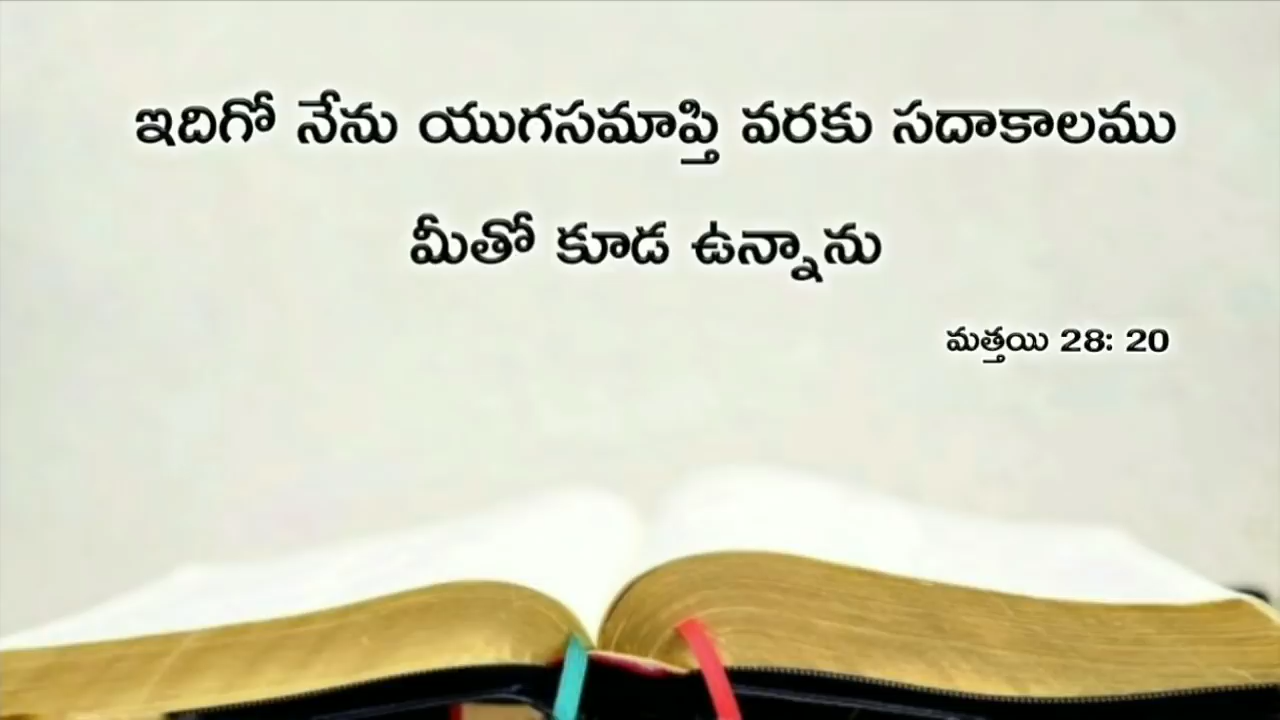 ఇదిగో నేను యుగసమాప్తి వరకు సదాకాలము
మీతో కూడ ఉన్నాను
మత్తయి 28: 20